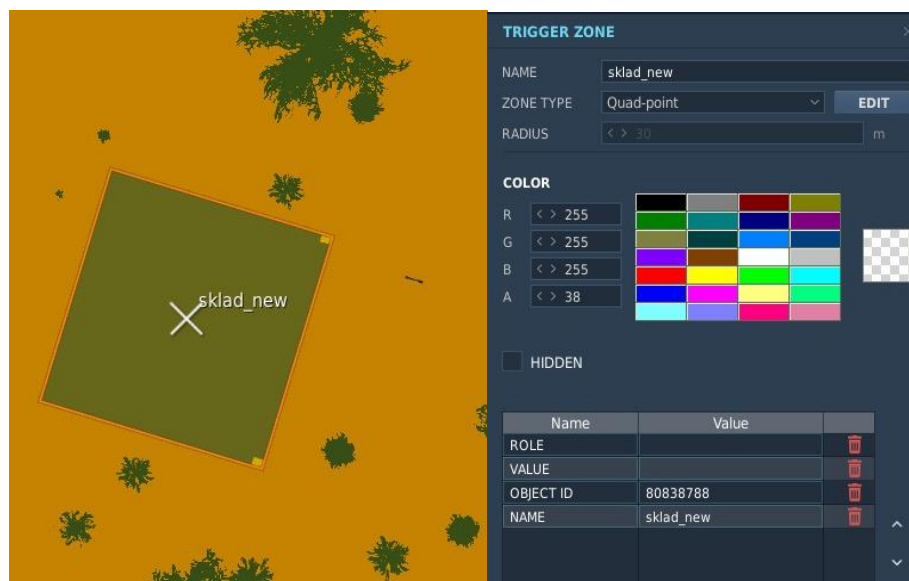 sklad_new
TRIGGER ZONE
NAME sklad_new
ZONE TYPE Quad-point EDIT
RADIUS < > 30 m
COLOR
R < > 255
G < > 255
B < > 255
A < > 38
HIDDEN
Name Value
ROLE
VALUE
OBJECT ID 80838788
NAME sklad_new